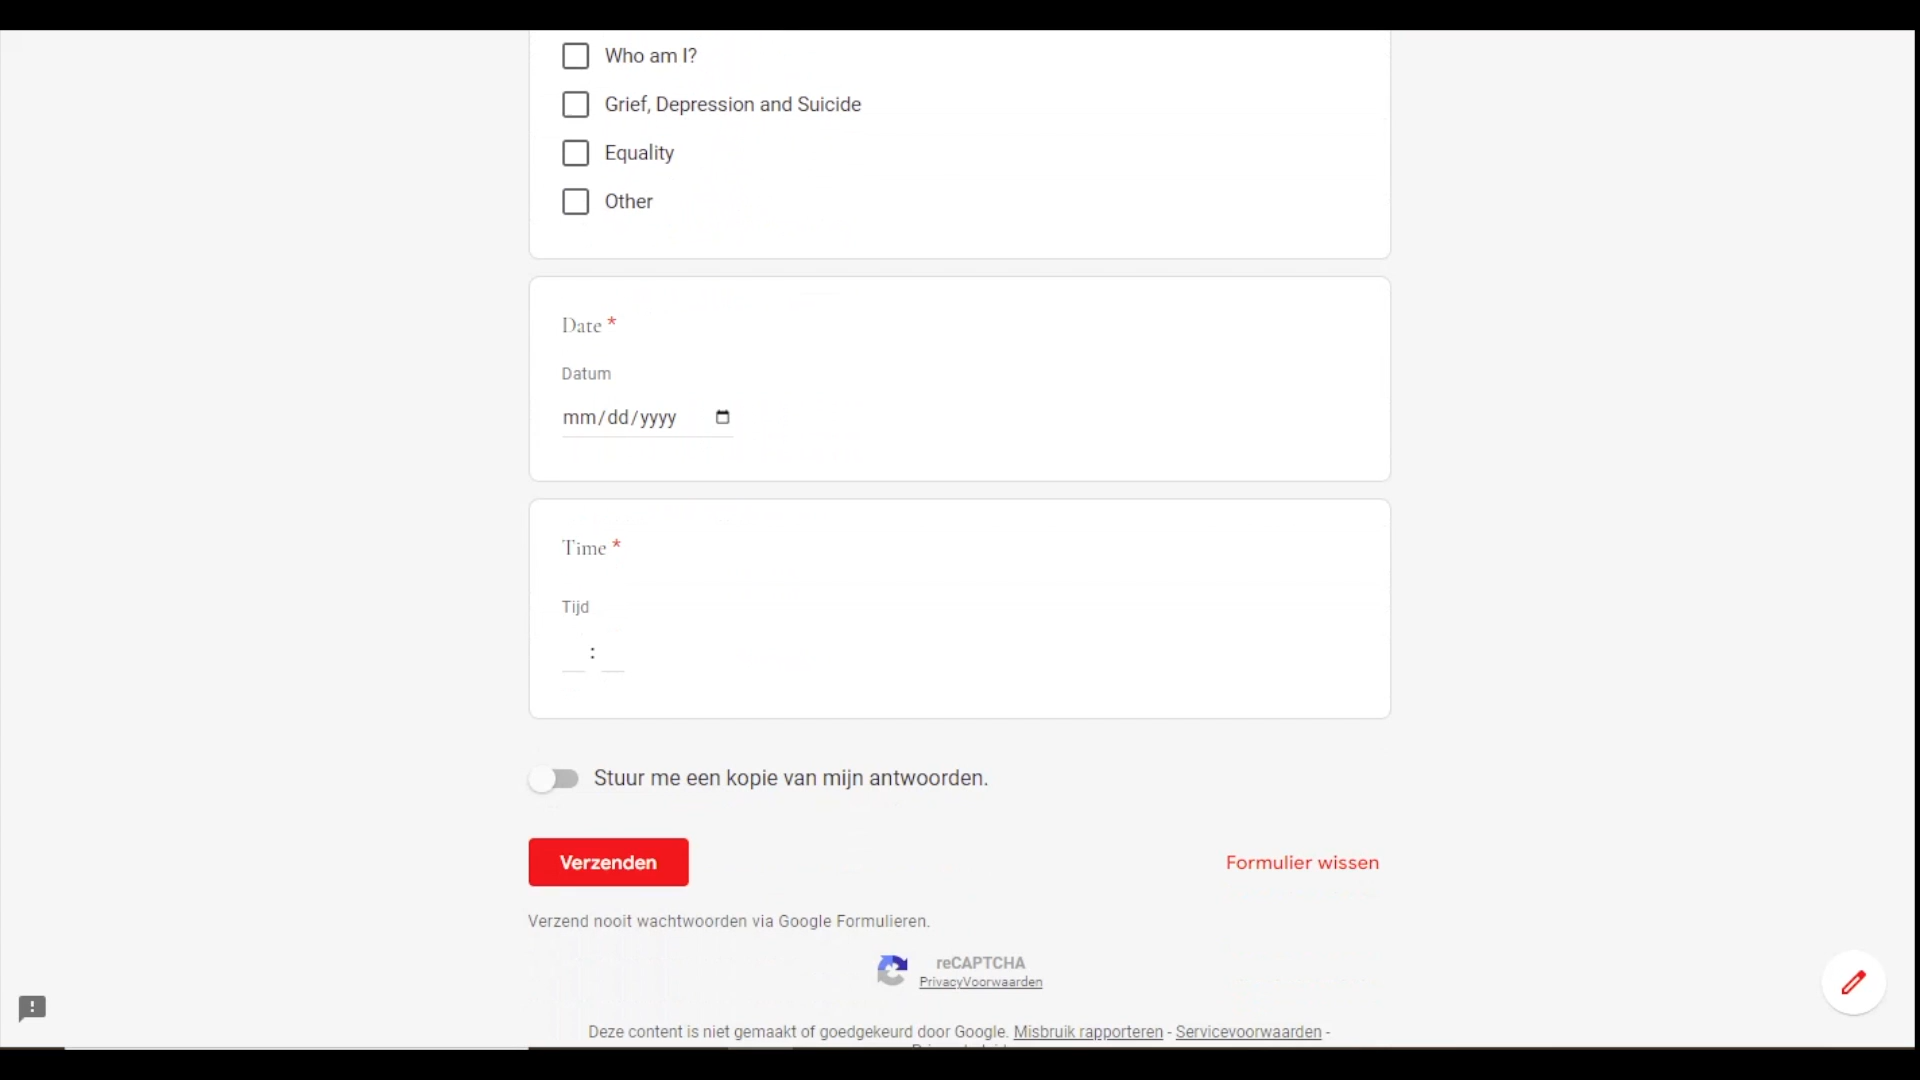 Who am I?
Grief, Depression and Suicide
Equality
Other
Date *
Datum
mm/dd/yyyy
Time *
Tijd
:
Stuur me een kopie van mijn antwoorden.
Verzenden
Formulier wissen
Verzend nooit wachtwoorden via Google Formulieren.
reCAPTCHA
PrivacyVoorwaarden
Deze content is niet gemaakt of goedgekeurd door Google. Misbruik rapporteren - Servicevoorwaarden -